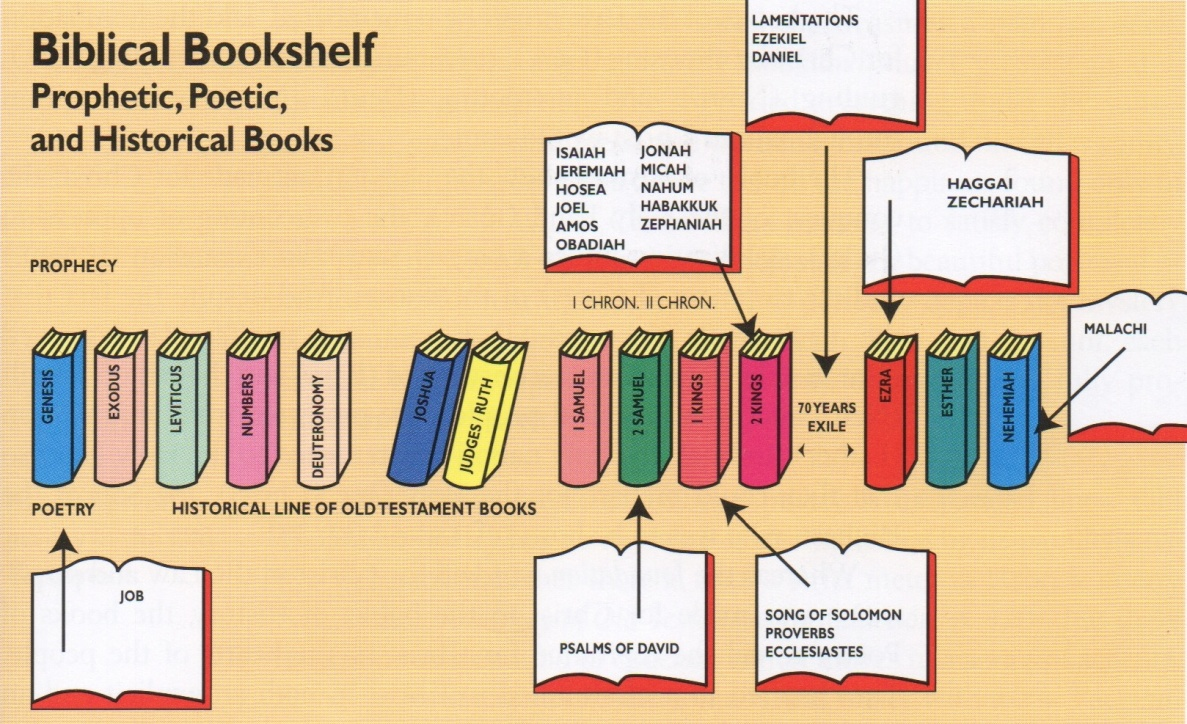 Biblical Bookshelf
Prophetic, Poetic,
and Historical Books
LAMENTATIONS
EZEKIEL
DANIEL
ISAIAH
JEREMIAH
HOSEA
JOEL
AMOS
OBADIAH
JONAH
MICAH
NAHUM
HABAKKUK
ZEPHANIAH
HAGGAI
ZECHARIAH
PROPHECY
I CHRON. II CHRON.
MALACHI
GENESIS
EXODUS
LEVITICUS
NUMBERS
DEUTERONOMY
JOSHUA
JUDGES / RUTH
1 SAMUEL
2 SAMUEL
1 KINGS
2 KINGS
70 YEARS
EXILE
EZRA
ESTHER
NEHEMIAH
POETRY
HISTORICAL LINE OF OLD TESTAMENT BOOKS
JOB
PSALMS OF DAVID
SONG OF SOLOMON
PROVERBS
ECCLESIASTES